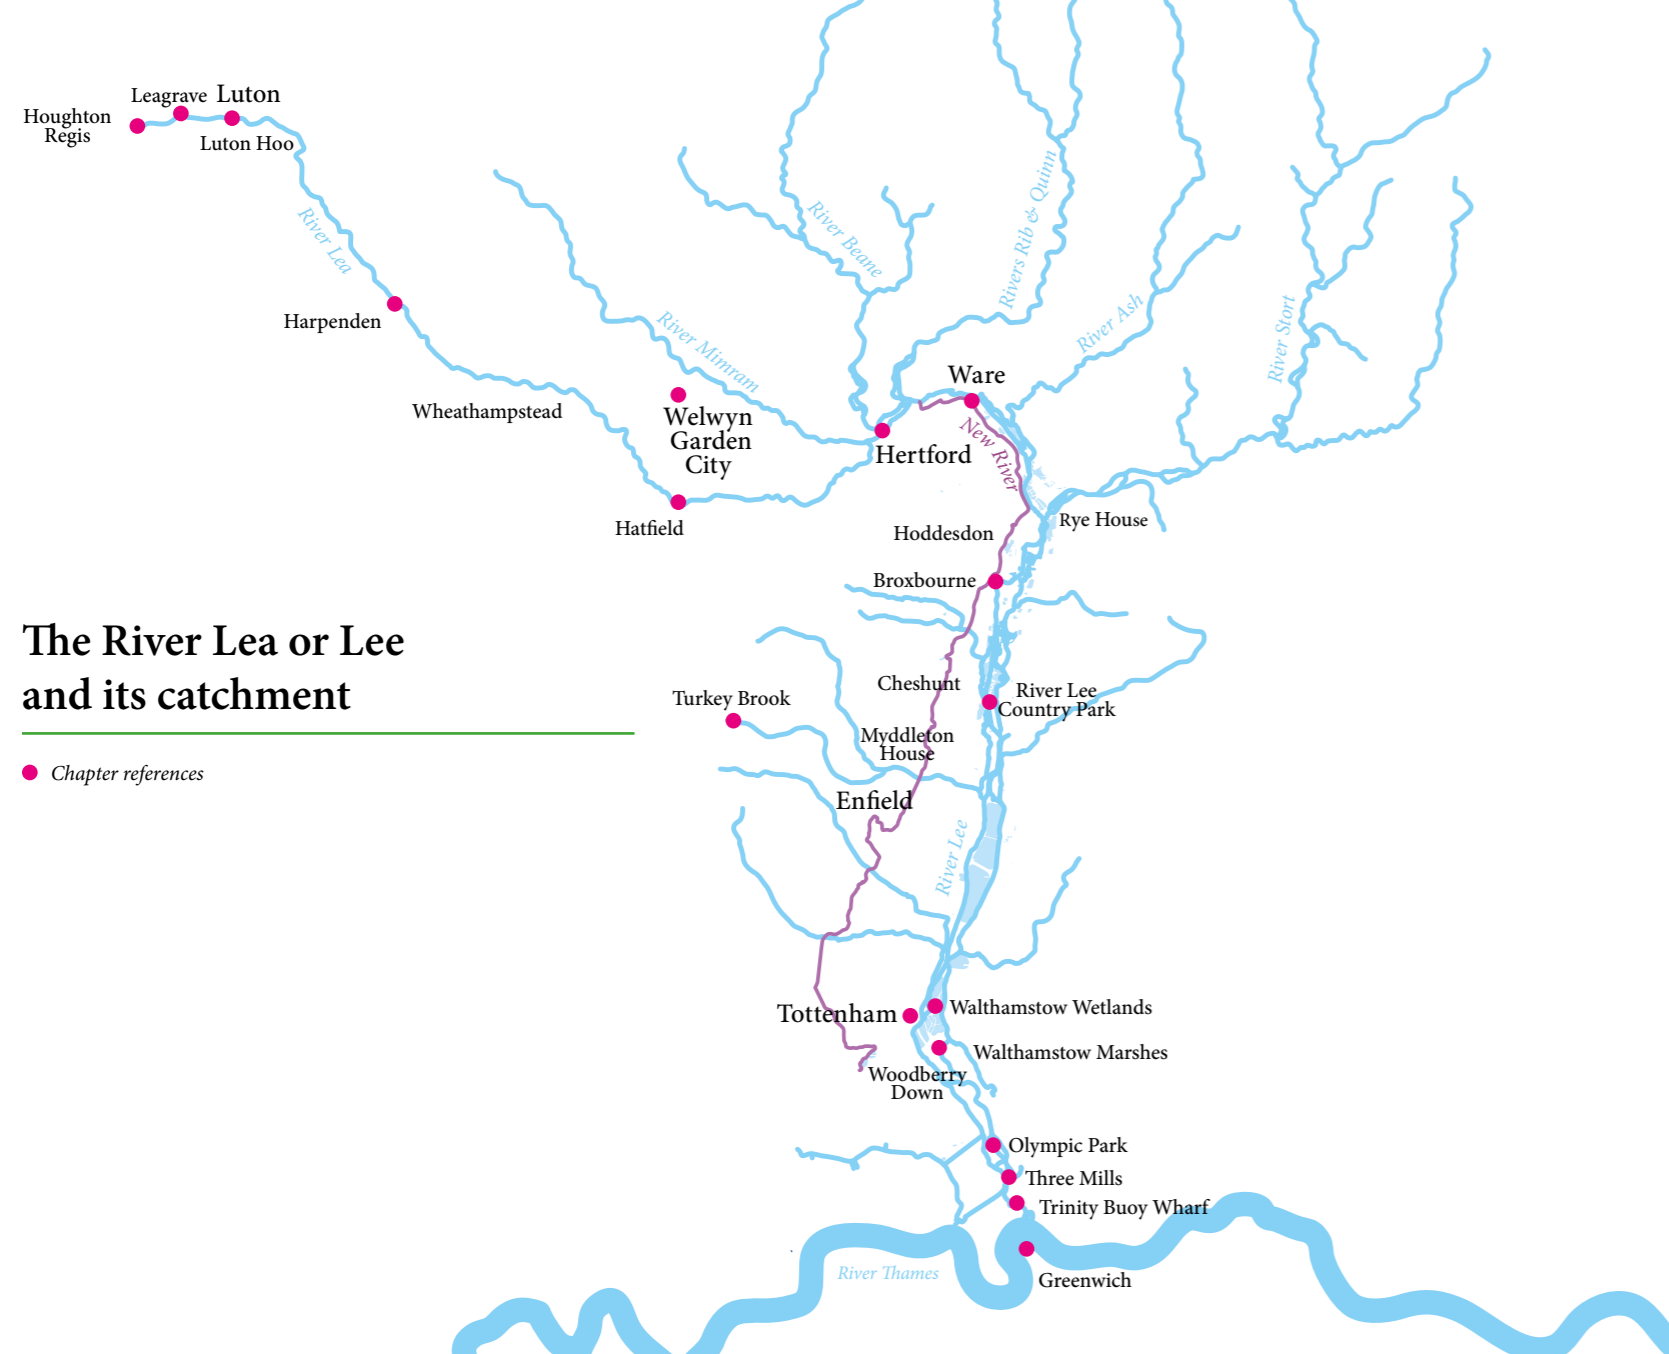 Leagrave
Luton
Houghton
Regis
Luton Hoo
River Lea
Harpenden
Wheathampstead
River Mimram
Welwyn
Garden
City
Hatfield
River Beane
Rivers Rib & Quinn
River Ash
River Stort
Ware
Hertford
New River
Rye House
Hoddesdon
Broxbourne
The River Lea or Lee
and its catchment
Chapter references
Cheshunt
River Lee
Country Park
Turkey Brook
Myddleton
House
Enfield
River Lee
Tottenham
Walthamstow Wetlands
Walthamstow Marshes
Woodberry
Down
Olympic Park
Three Mills
Trinity Buoy Wharf
River Thames
Greenwich